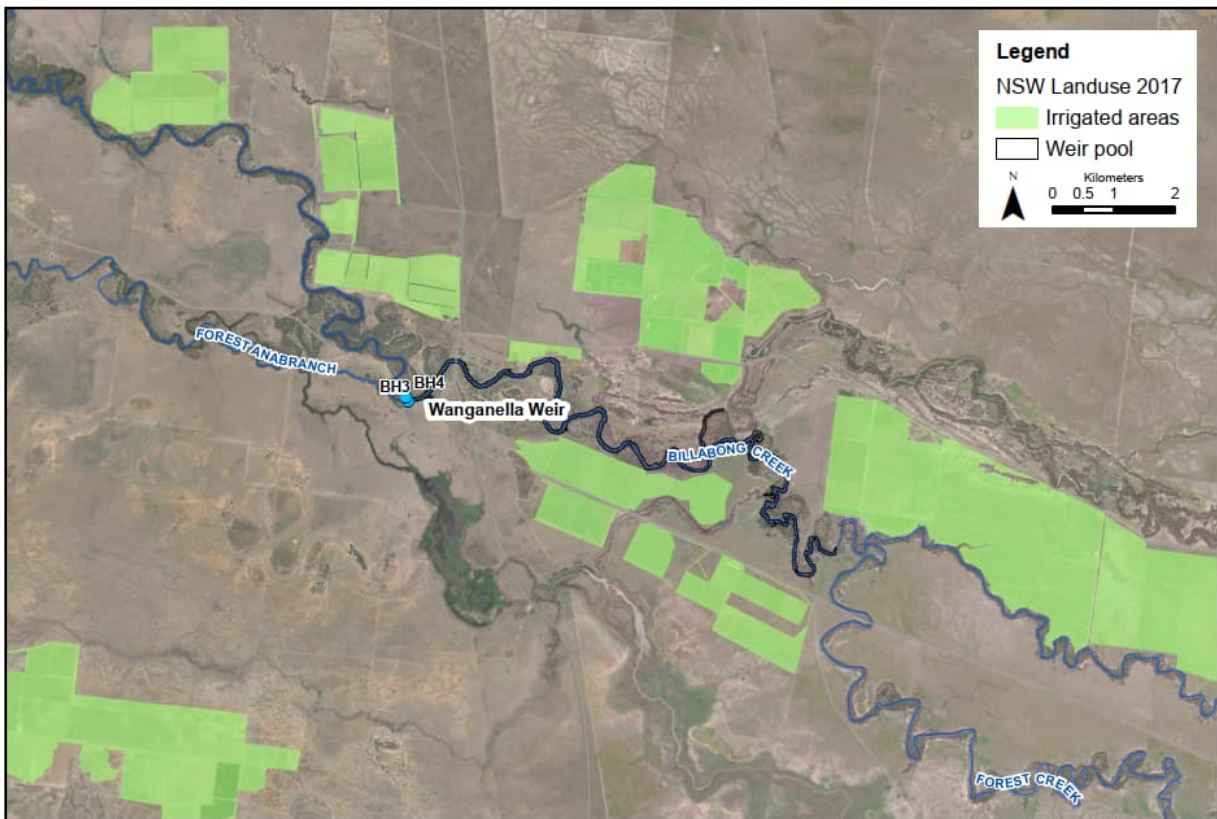 Legend
NSW Landuse 2017
Irrigated areas
Weir pool
N
Kilometers
0 0.5 1 2
FOREST ANABRANCH
BH3 BH4
Wanganella Weir
BILLABONG CREEK
FOREST CREEK